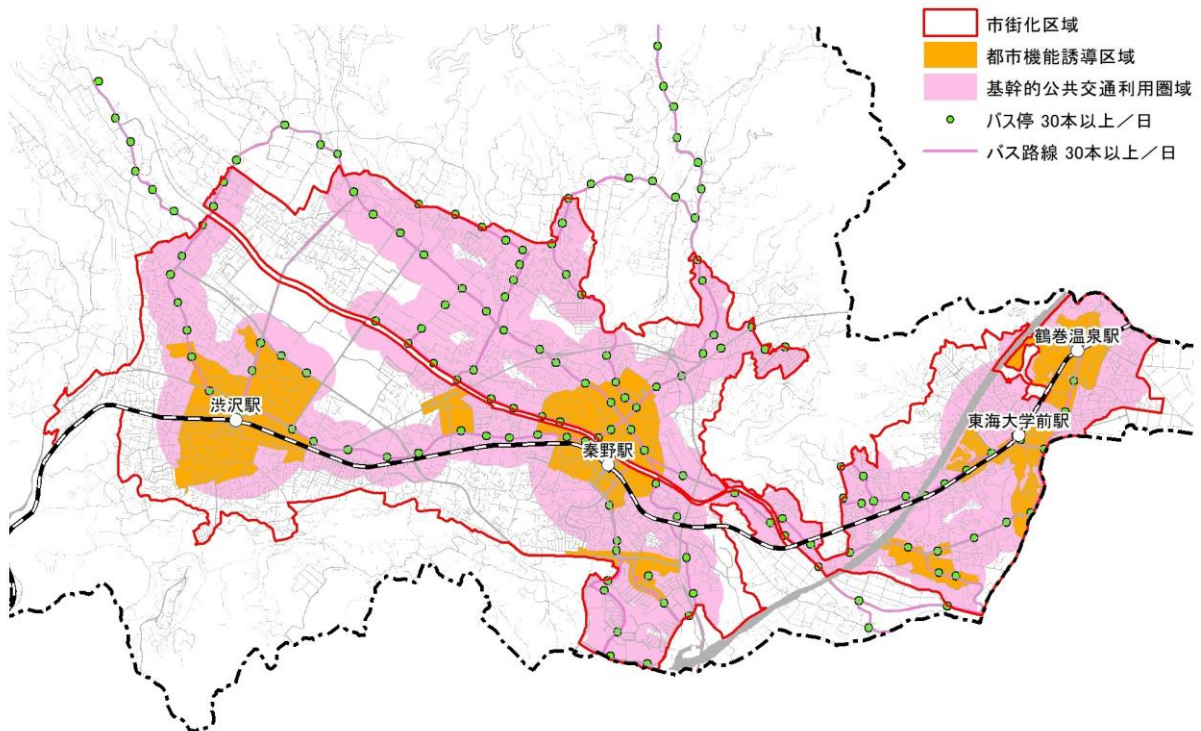 市街化区域
都市機能誘導区域
基幹的公共交通利用圏域
バス停 30本以上／日
バス路線 30本以上／日
鶴巻温泉駅
渋沢駅
東海大学前駅
秦野駅